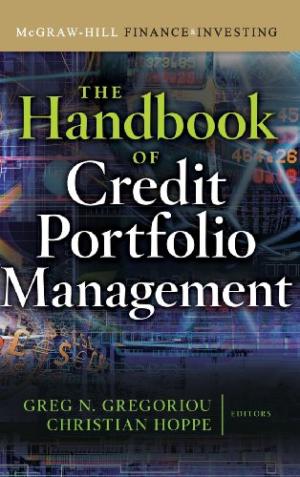 McGRAW-HILL FINANCE & INVESTING
THE
Handbook
OF
Credit
Portfolio
Management
GREG N. GREGORIOU
CHRISTIAN HOPPE
EDITORS